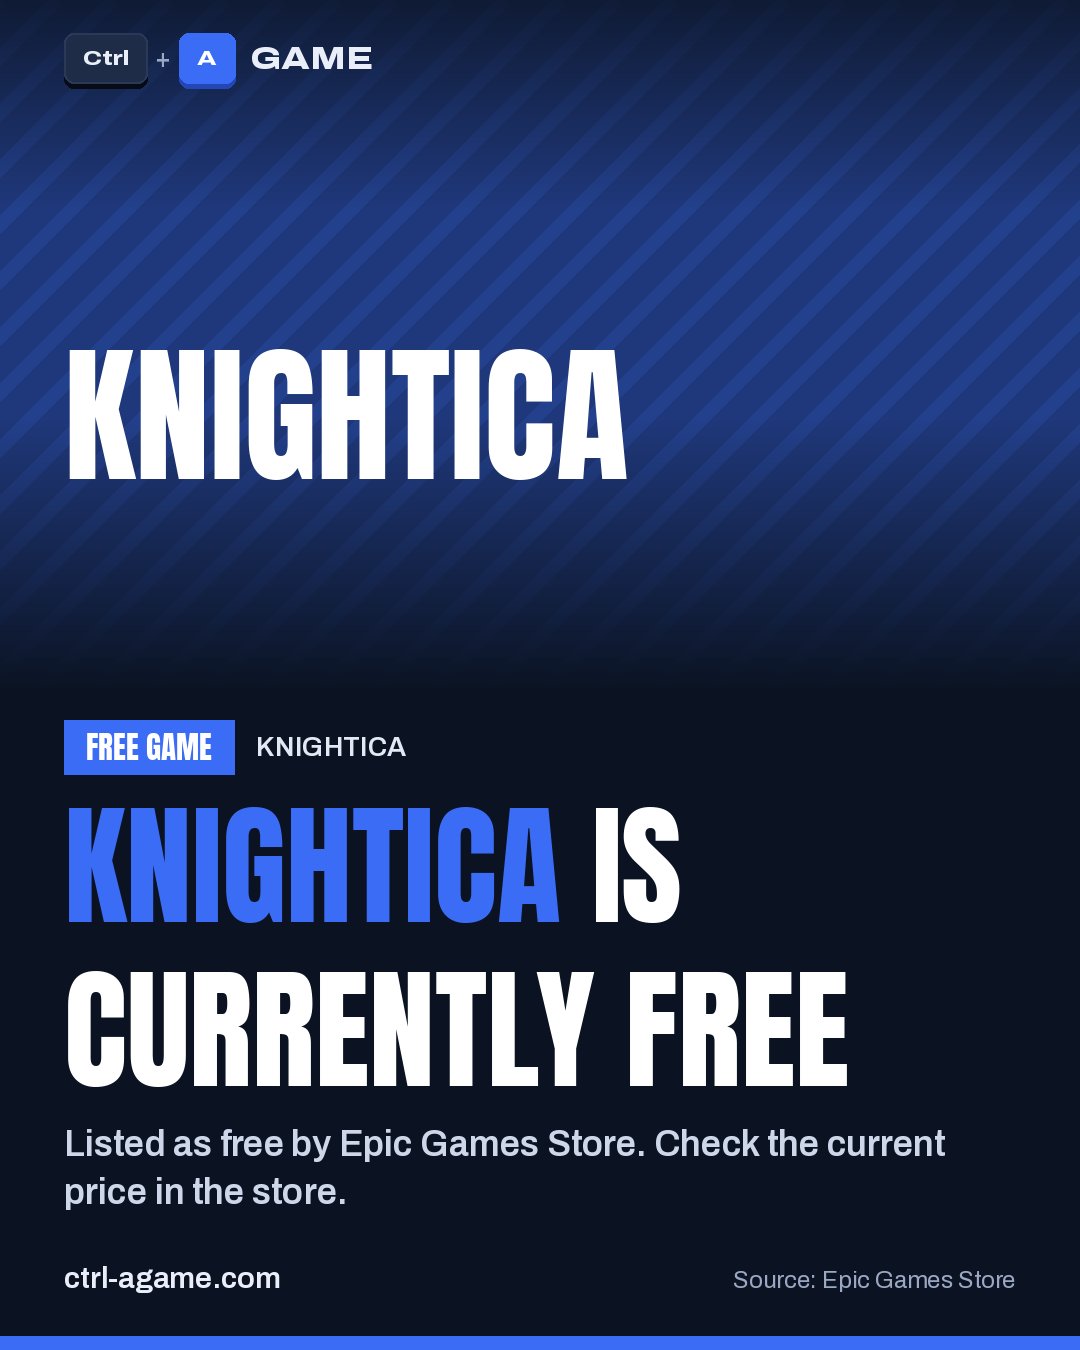 Ctrl + A GAME
KNIGHTICA
FREE GAME KNIGHTICA
KNIGHTICA IS
CURRENTLY FREE
Listed as free by Epic Games Store. Check the current
price in the store.
ctrl-agame.com
Source: Epic Games Store